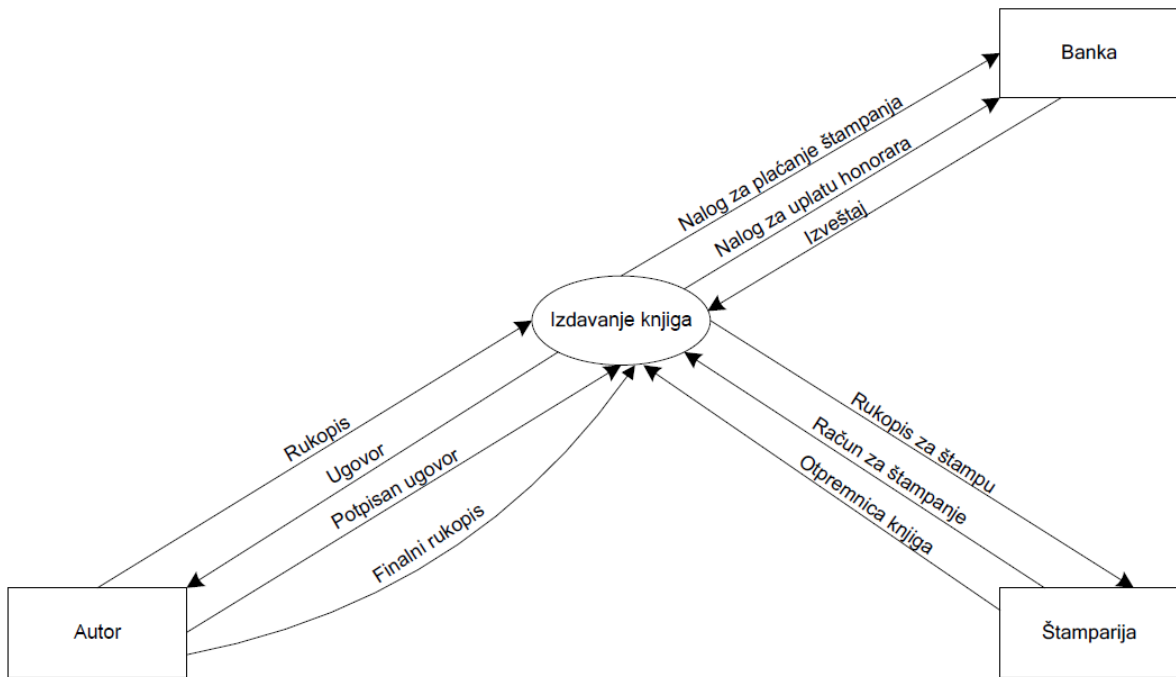 Banka
Nalog za plaćanje štampanja
Nalog za uplatu honorara
Izveštaj
Izdavanje knjiga
Rukopis
Ugovor
Potpisan ugovor
Finalni rukopis
Rukopis za štampu
Račun za štampanje
Otpremnica knjiga
Autor
Štamparija